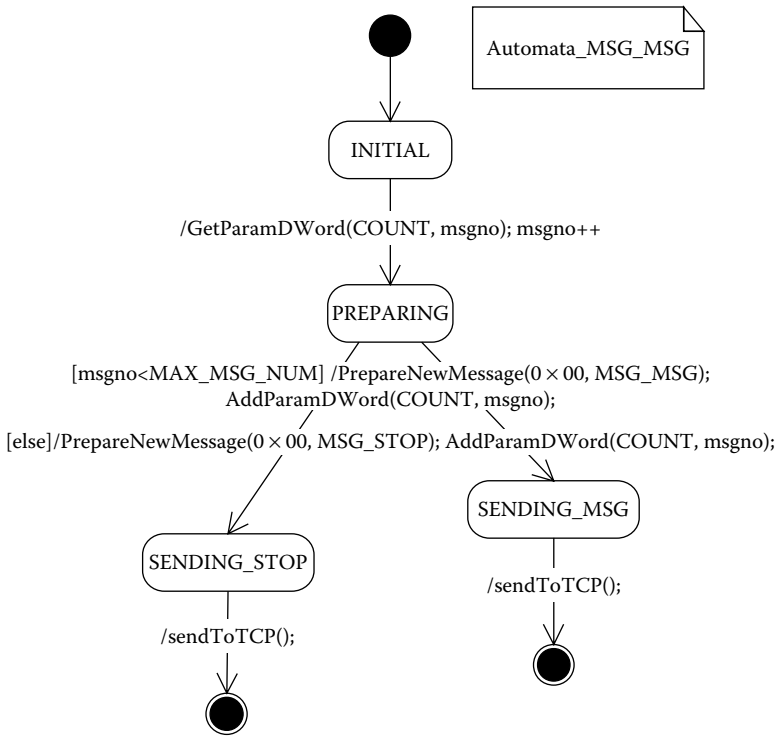 Automata_MSG_MSG
INITIAL
/GetParamDWord(COUNT, msgno); msgno++
PREPARING
[msgno<MAX_MSG_NUM] /PrepareNewMessage(0 × 00, MSG_MSG);
AddParamDWord(COUNT, msgno);
[else]/PrepareNewMessage(0 × 00, MSG_STOP); AddParamDWord(COUNT, msgno);
SENDING_MSG
SENDING_STOP
/sendToTCP();
/sendToTCP();